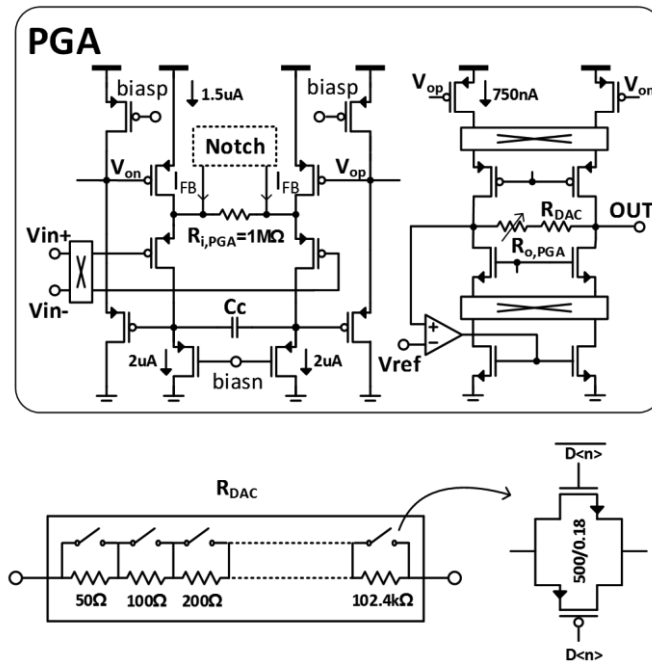 PGA
biasp
1.5uA
biasp
Vop
750nA
Von
Notch
Von
IFB
IFB
Vop
Ri,PGA=1MΩ
RDAC
OUT
Ro,PGA
Vin+
Vin-
Cc
+
-
Vref
2uA
biasn
2uA
RDAC
50Ω
100Ω
200Ω
102.4kΩ
D<n>
500/0.18
D<n>